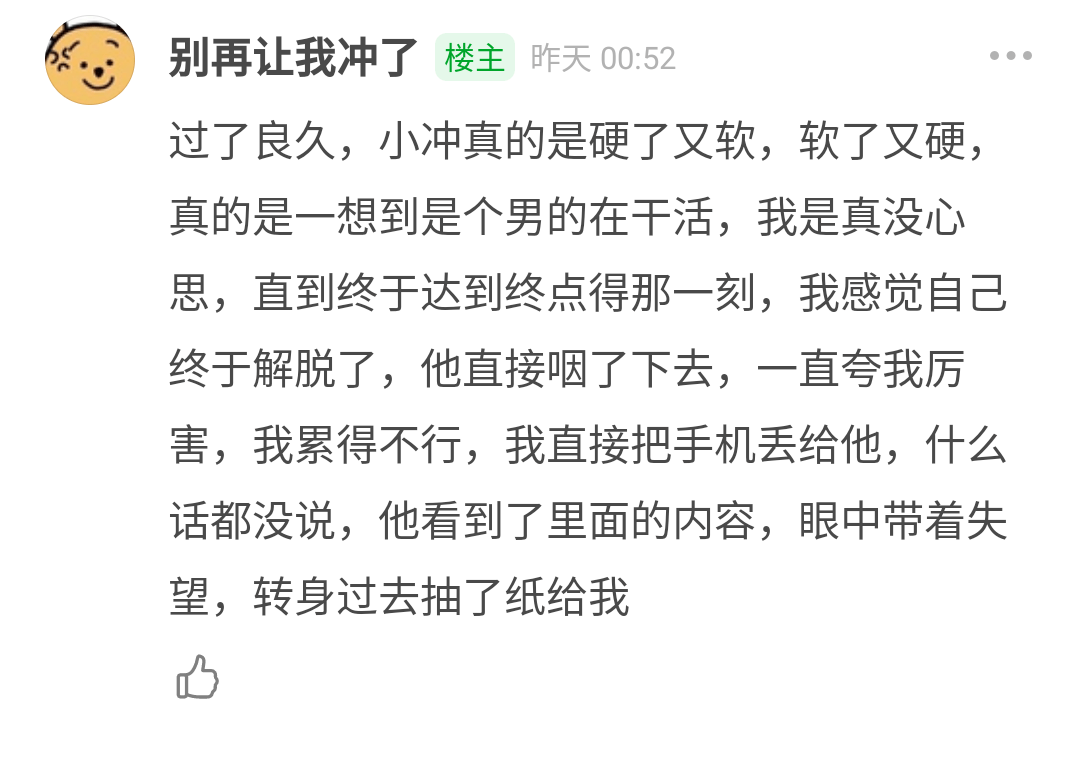 别再让我冲了 楼主 昨天 00:52
过了良久，小冲真的是硬了又软，软了又硬，
真的是一想到是个男的在干活，我是真没心
思，直到终于达到终点得那一刻，我感觉自己
终于解脱了，他直接咽了下去，一直夸我厉
害，我累得不行，我直接把手机丢给他，什么
话都没说，他看到了里面的内容，眼中带着失
望，转身过去抽了纸给我